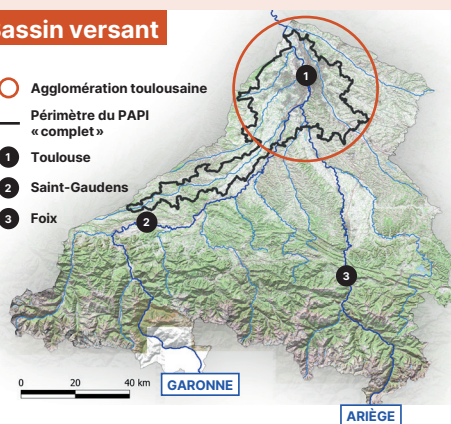 Bassin versant
Agglomération toulousaine
Périmètre du PAPI
« complet »
1 Toulouse
2 Saint-Gaudens
3 Foix
1
2
3
0 20 40 km
GARONNE
ARIÈGE